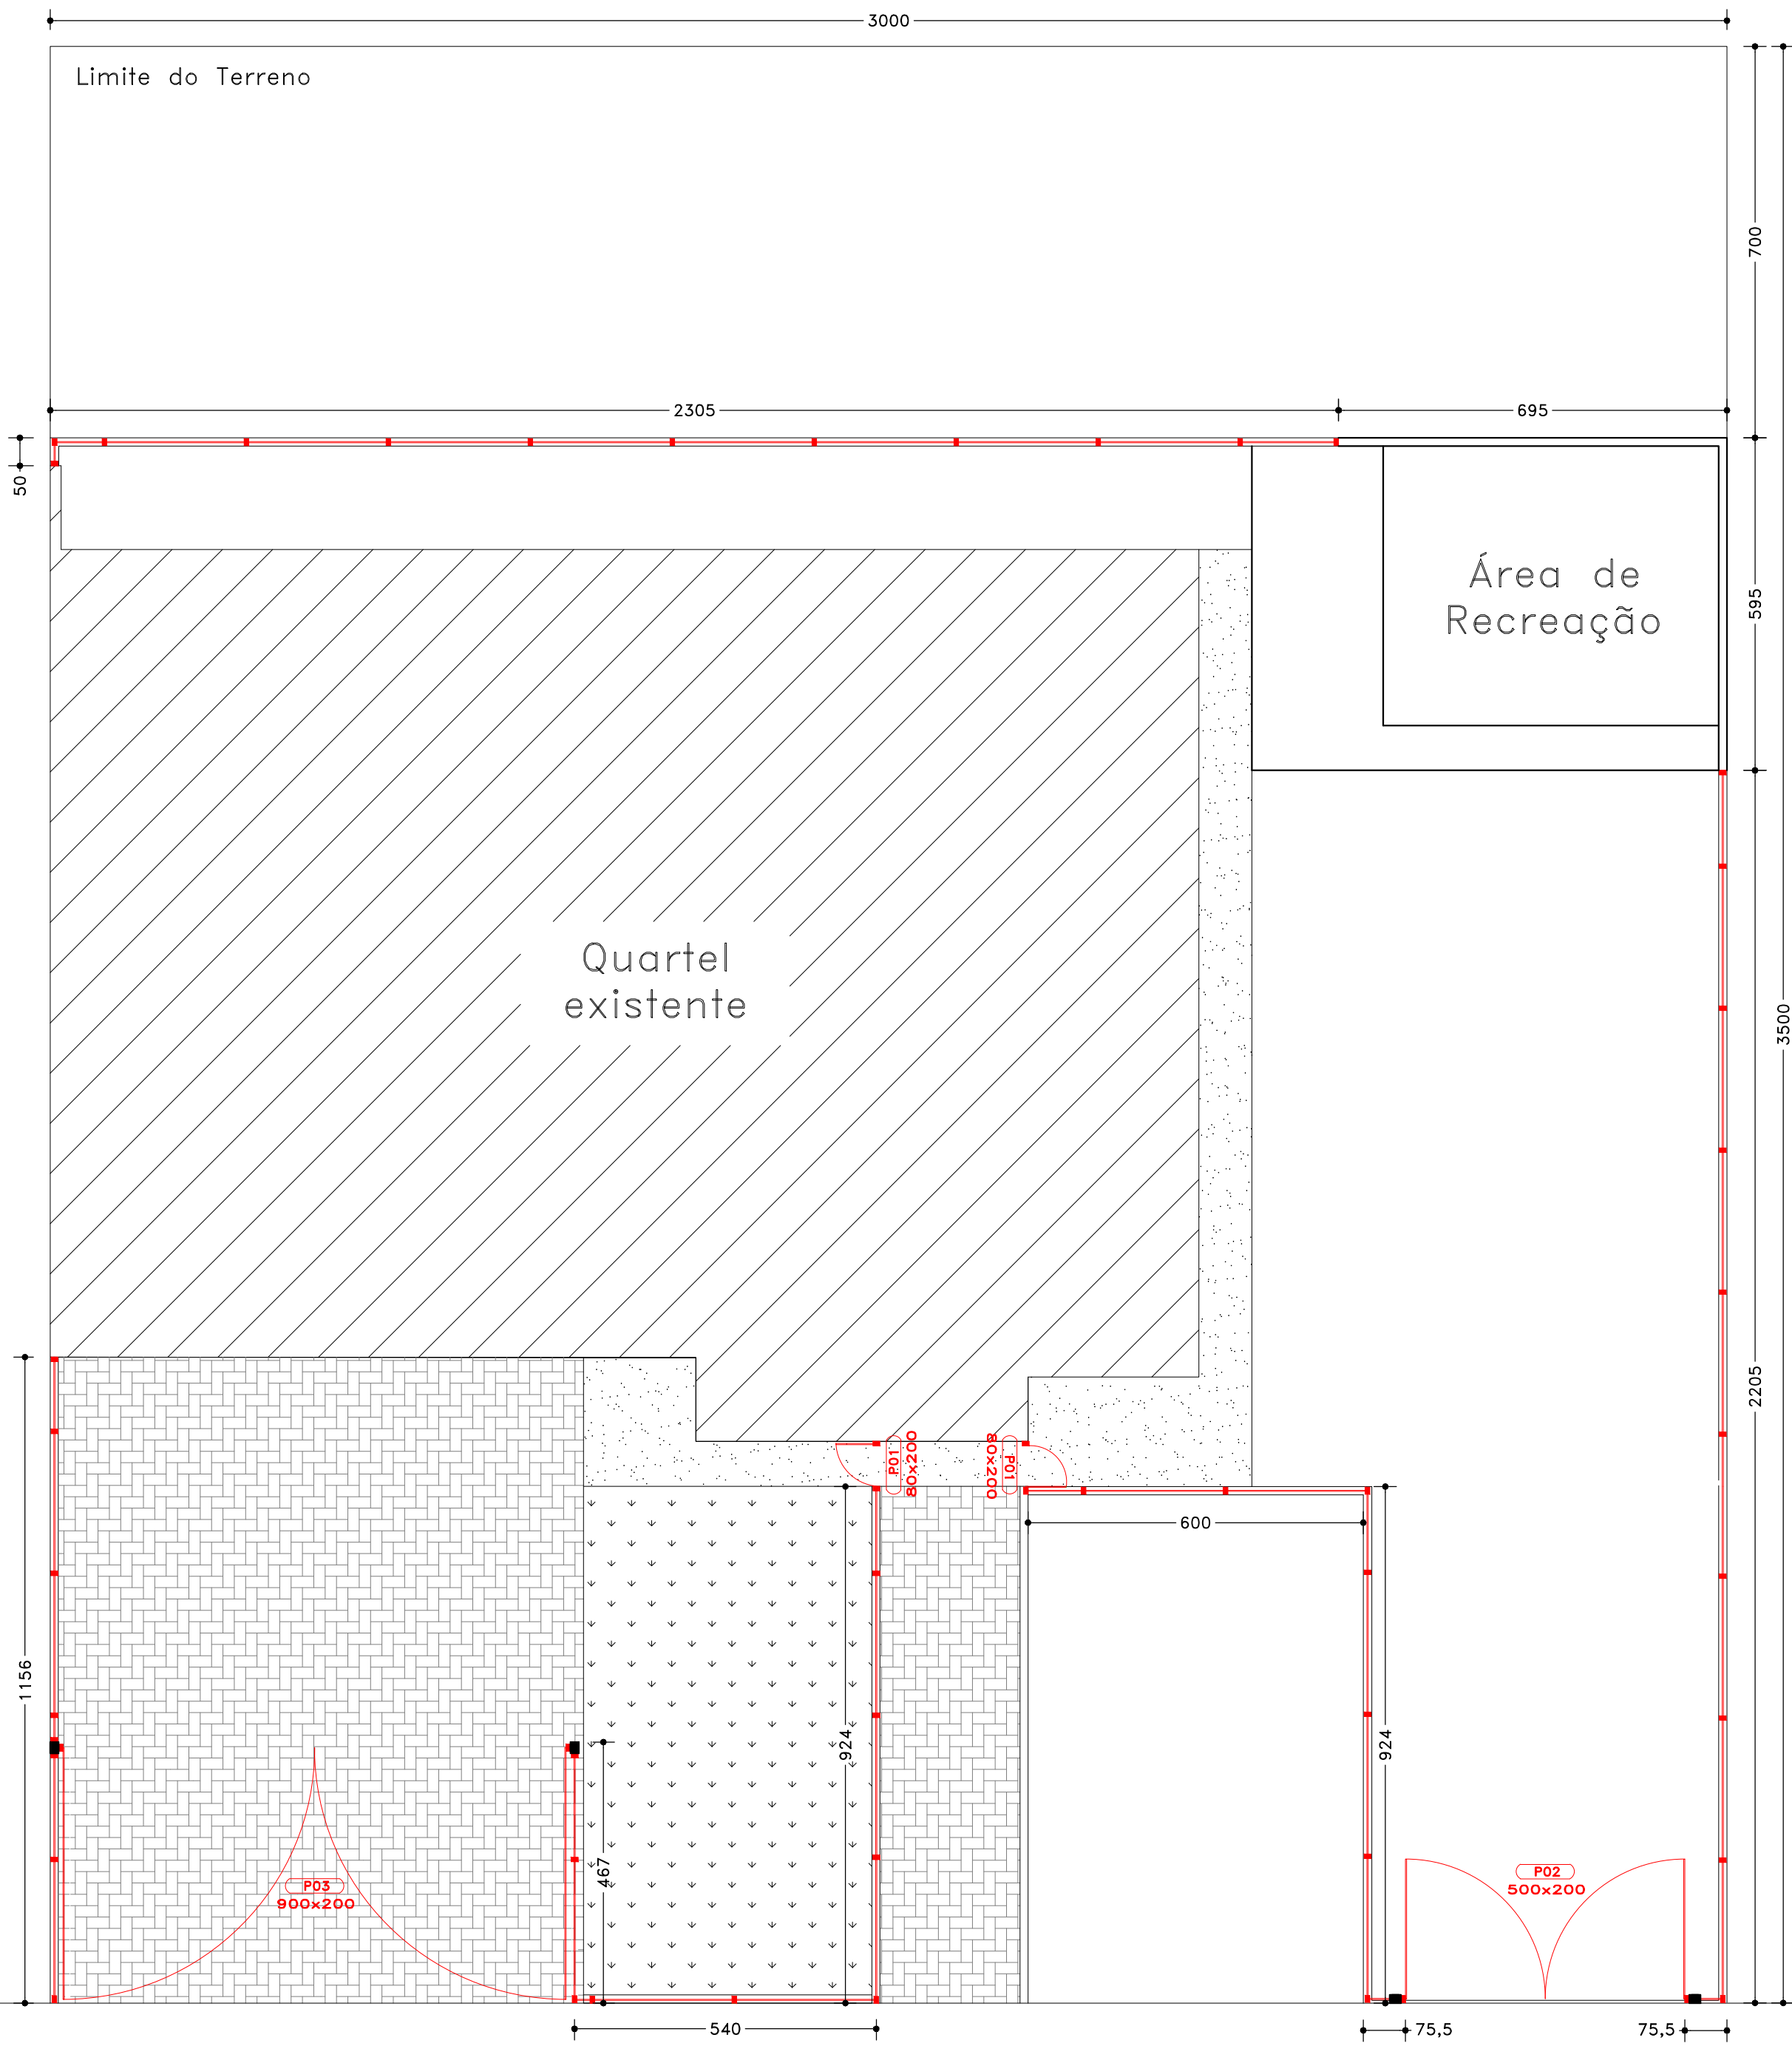 3000
Limite do Terreno
700
2305
695
50
Área de
Recreação
595
Quartel
existente
3500
2205
P01
80x200
P01
80x200
600
1156
924
924
467
P03
900x200
P02
500x200
540
75,5
75,5